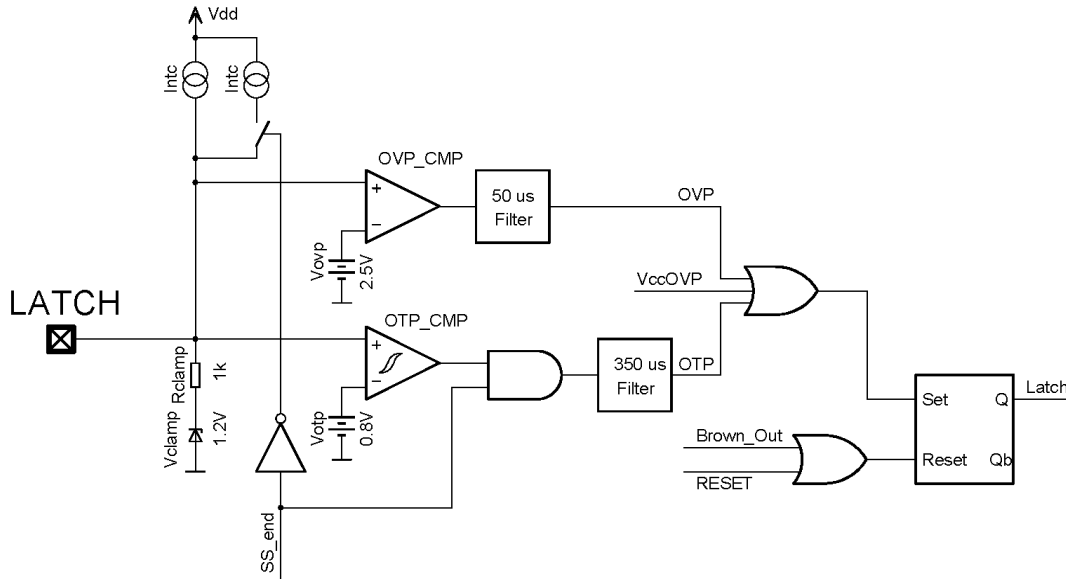 Vdd
Intc
Intc
OVP_CMP
+
−
50 us
Filter
OVP
Vovp
2.5V
VccOVP
LATCH
OTP_CMP
+
−
350 us
Filter
OTP
Rclamp
1k
Vclamp
1.2V
Votp
0.8V
Set
Q
Latch
Brown_Out
Reset
Qb
RESET
SS_end